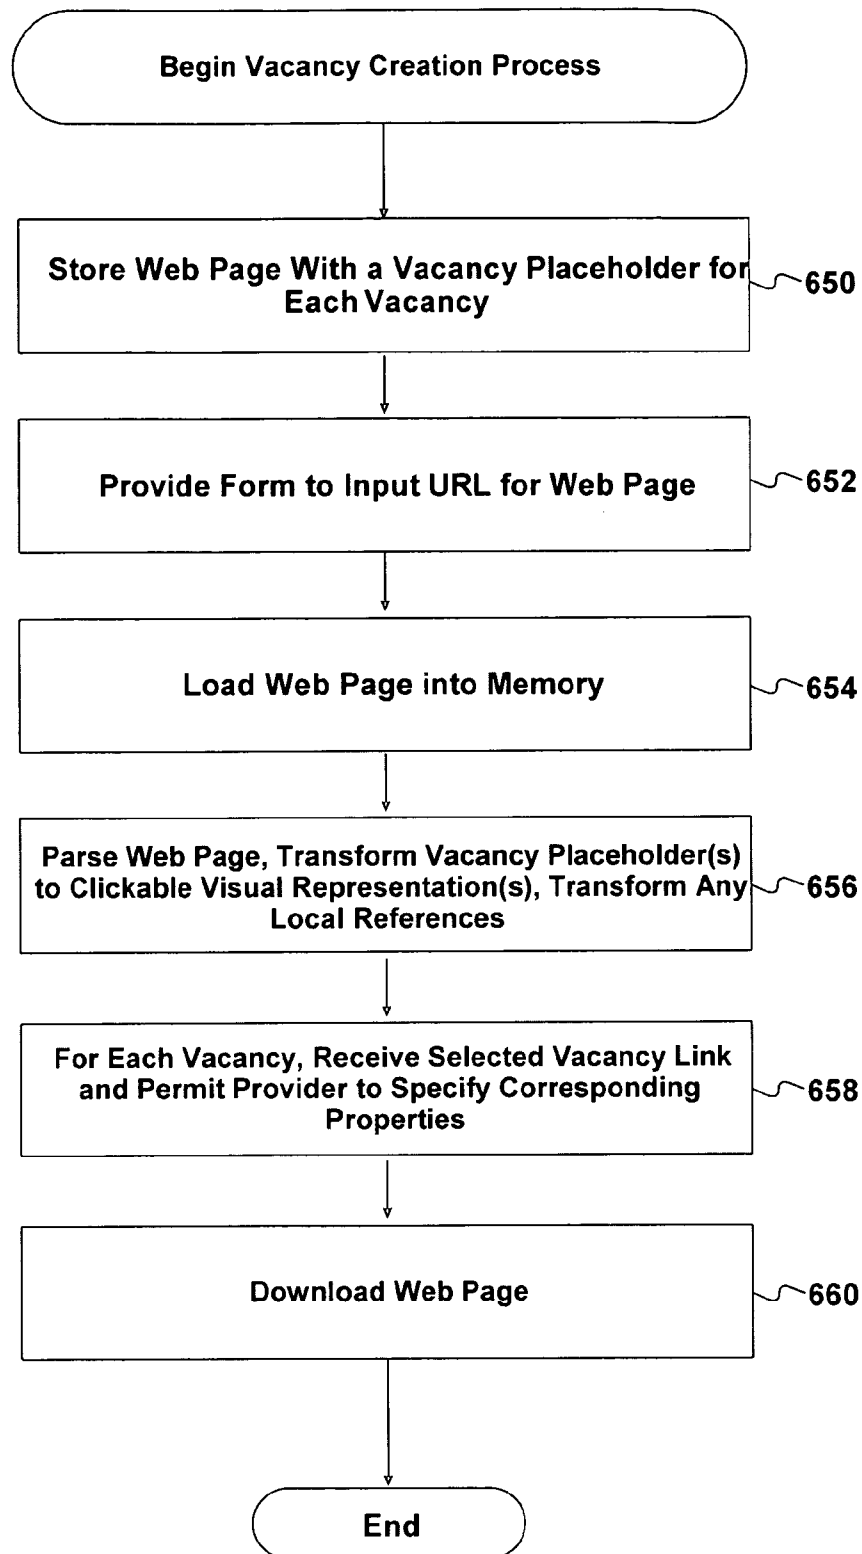 Begin Vacancy Creation Process
Store Web Page With a Vacancy Placeholder for
Each Vacancy
650
Provide Form to Input URL for Web Page
652
Load Web Page into Memory
654
Parse Web Page, Transform Vacancy Placeholder(s)
to Clickable Visual Representation(s), Transform Any
Local References
656
For Each Vacancy, Receive Selected Vacancy Link
and Permit Provider to Specify Corresponding
Properties
658
Download Web Page
660
End